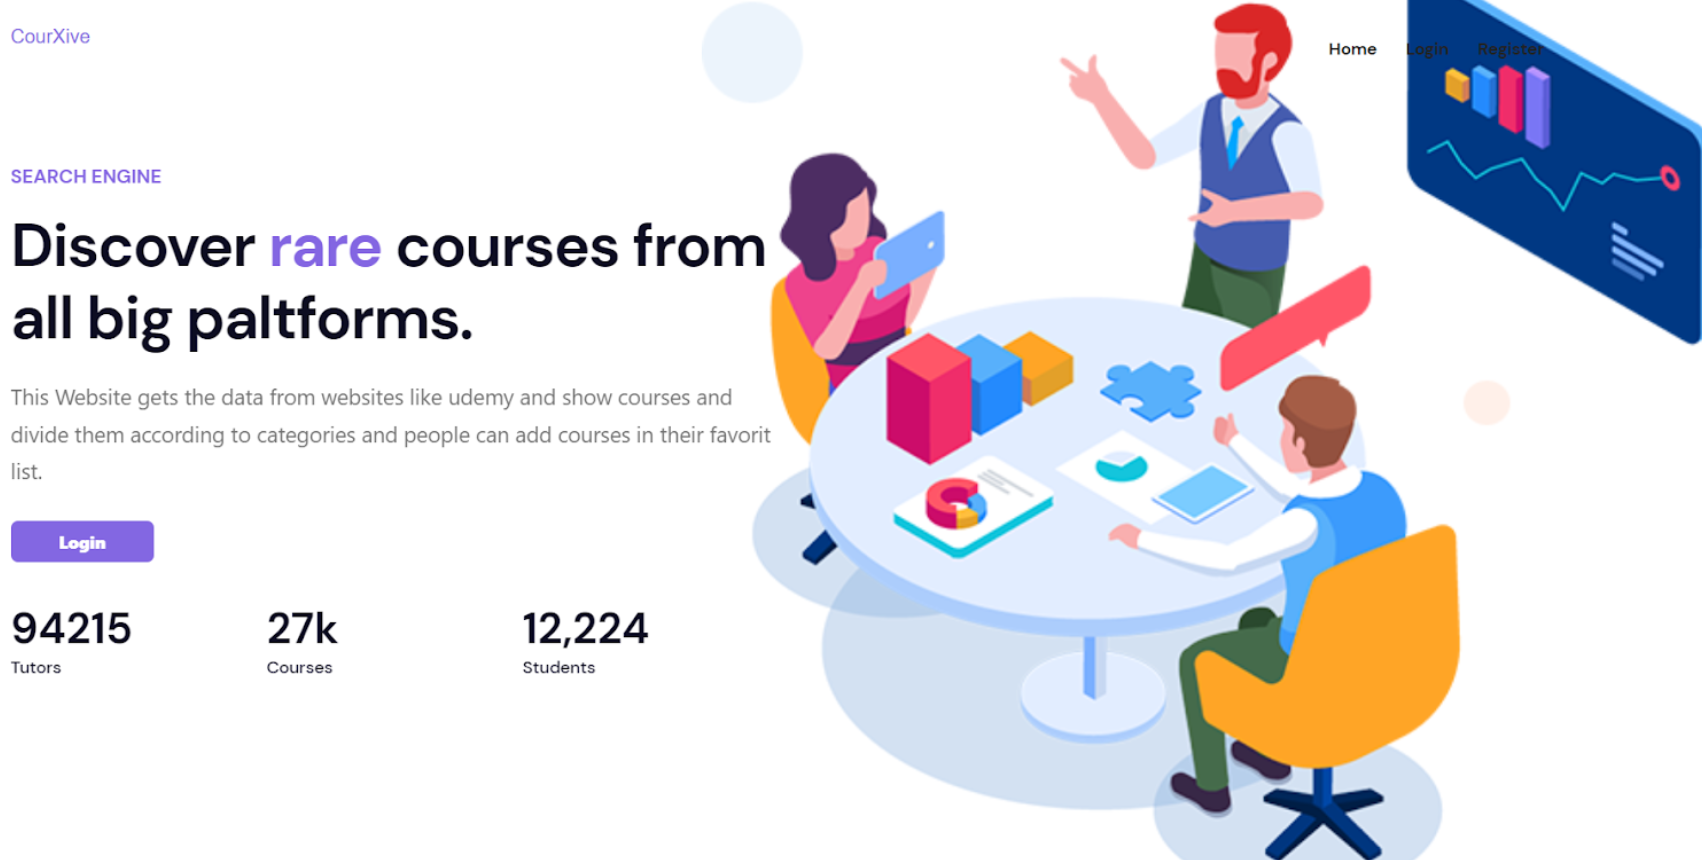 CourXive
Home Login Register
SEARCH ENGINE
Discover rare courses from
all big paltforms.
This Website gets the data from websites like udemy and show courses and
divide them according to categories and people can add courses in their favorit
list.
Login
94215 27k 12,224
Tutors Courses Students